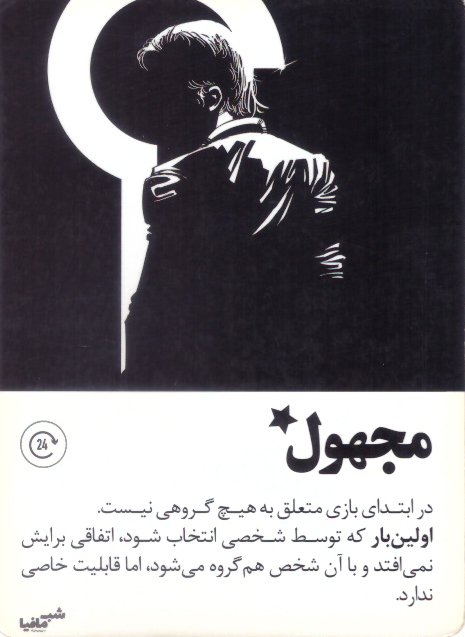 مجهول
24
در ابتدای بازی متعلق به هیچ گروهی نیست.
اولین‌بار که توسط شخصی انتخاب شود، اتفاقی برایش
نمی‌افتد و با آن شخص هم‌گروه می‌شود، اما قابلیت خاصی
ندارد.
شب مافیا